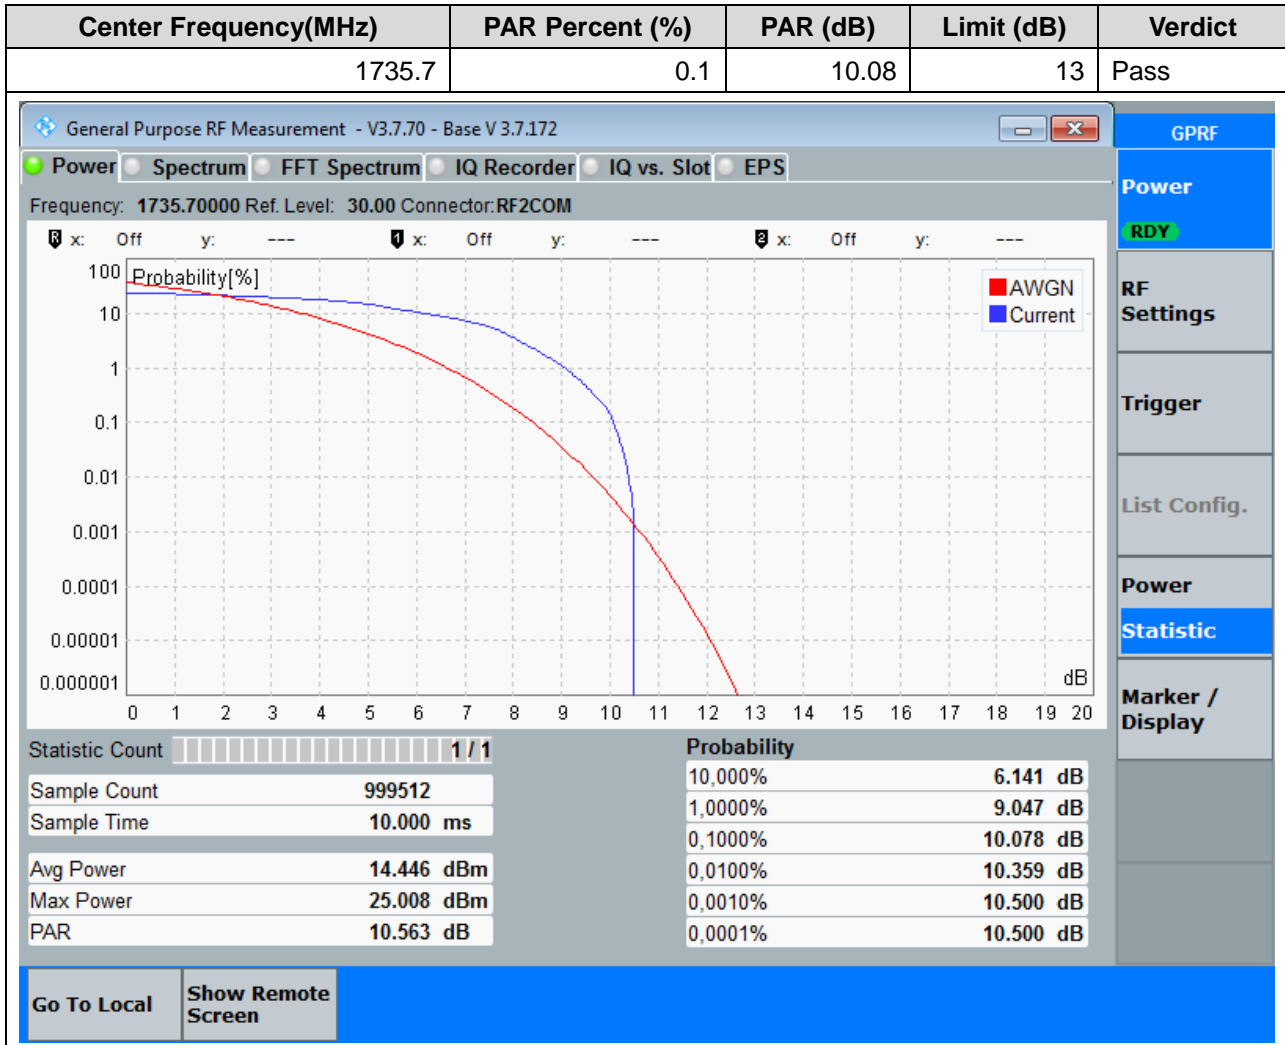 Center Frequency(MHz) PAR Percent (%) PAR (dB) Limit (dB) Verdict
1735.7 0.1 10.08 13 Pass
General Purpose RF Measurement - V3.7.70 - Base V 3.7.172
GPRF
Power Spectrum FFT Spectrum IQ Recorder IQ vs. Slot EPS
Frequency: 1735.70000 Ref. Level: 30.00 Connector:RF2COM
R x: Off y: --- 1 x: Off y: --- 2 x: Off y: ---
Probability[%]
AWGN
Current
100
10
1
0.1
0.01
0.001
0.0001
0.00001
0.000001
dB
0 1 2 3 4 5 6 7 8 9 10 11 12 13 14 15 16 17 18 19 20
Statistic Count 1 / 1
Sample Count 999512
Sample Time 10.000 ms
Avg Power 14.446 dBm
Max Power 25.008 dBm
PAR 10.563 dB
Probability
10,000% 6.141 dB
1,0000% 9.047 dB
0,1000% 10.078 dB
0,0100% 10.359 dB
0,0010% 10.500 dB
0,0001% 10.500 dB
Power
RDY
RF
Settings
Trigger
List Config.
Power
Statistic
Marker /
Display
Go To Local
Show Remote
Screen